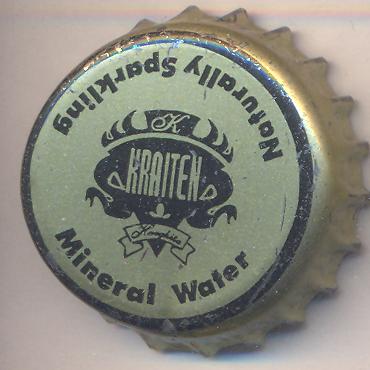 Naturally Sparkling
K
KRAITEN
Mineral Water